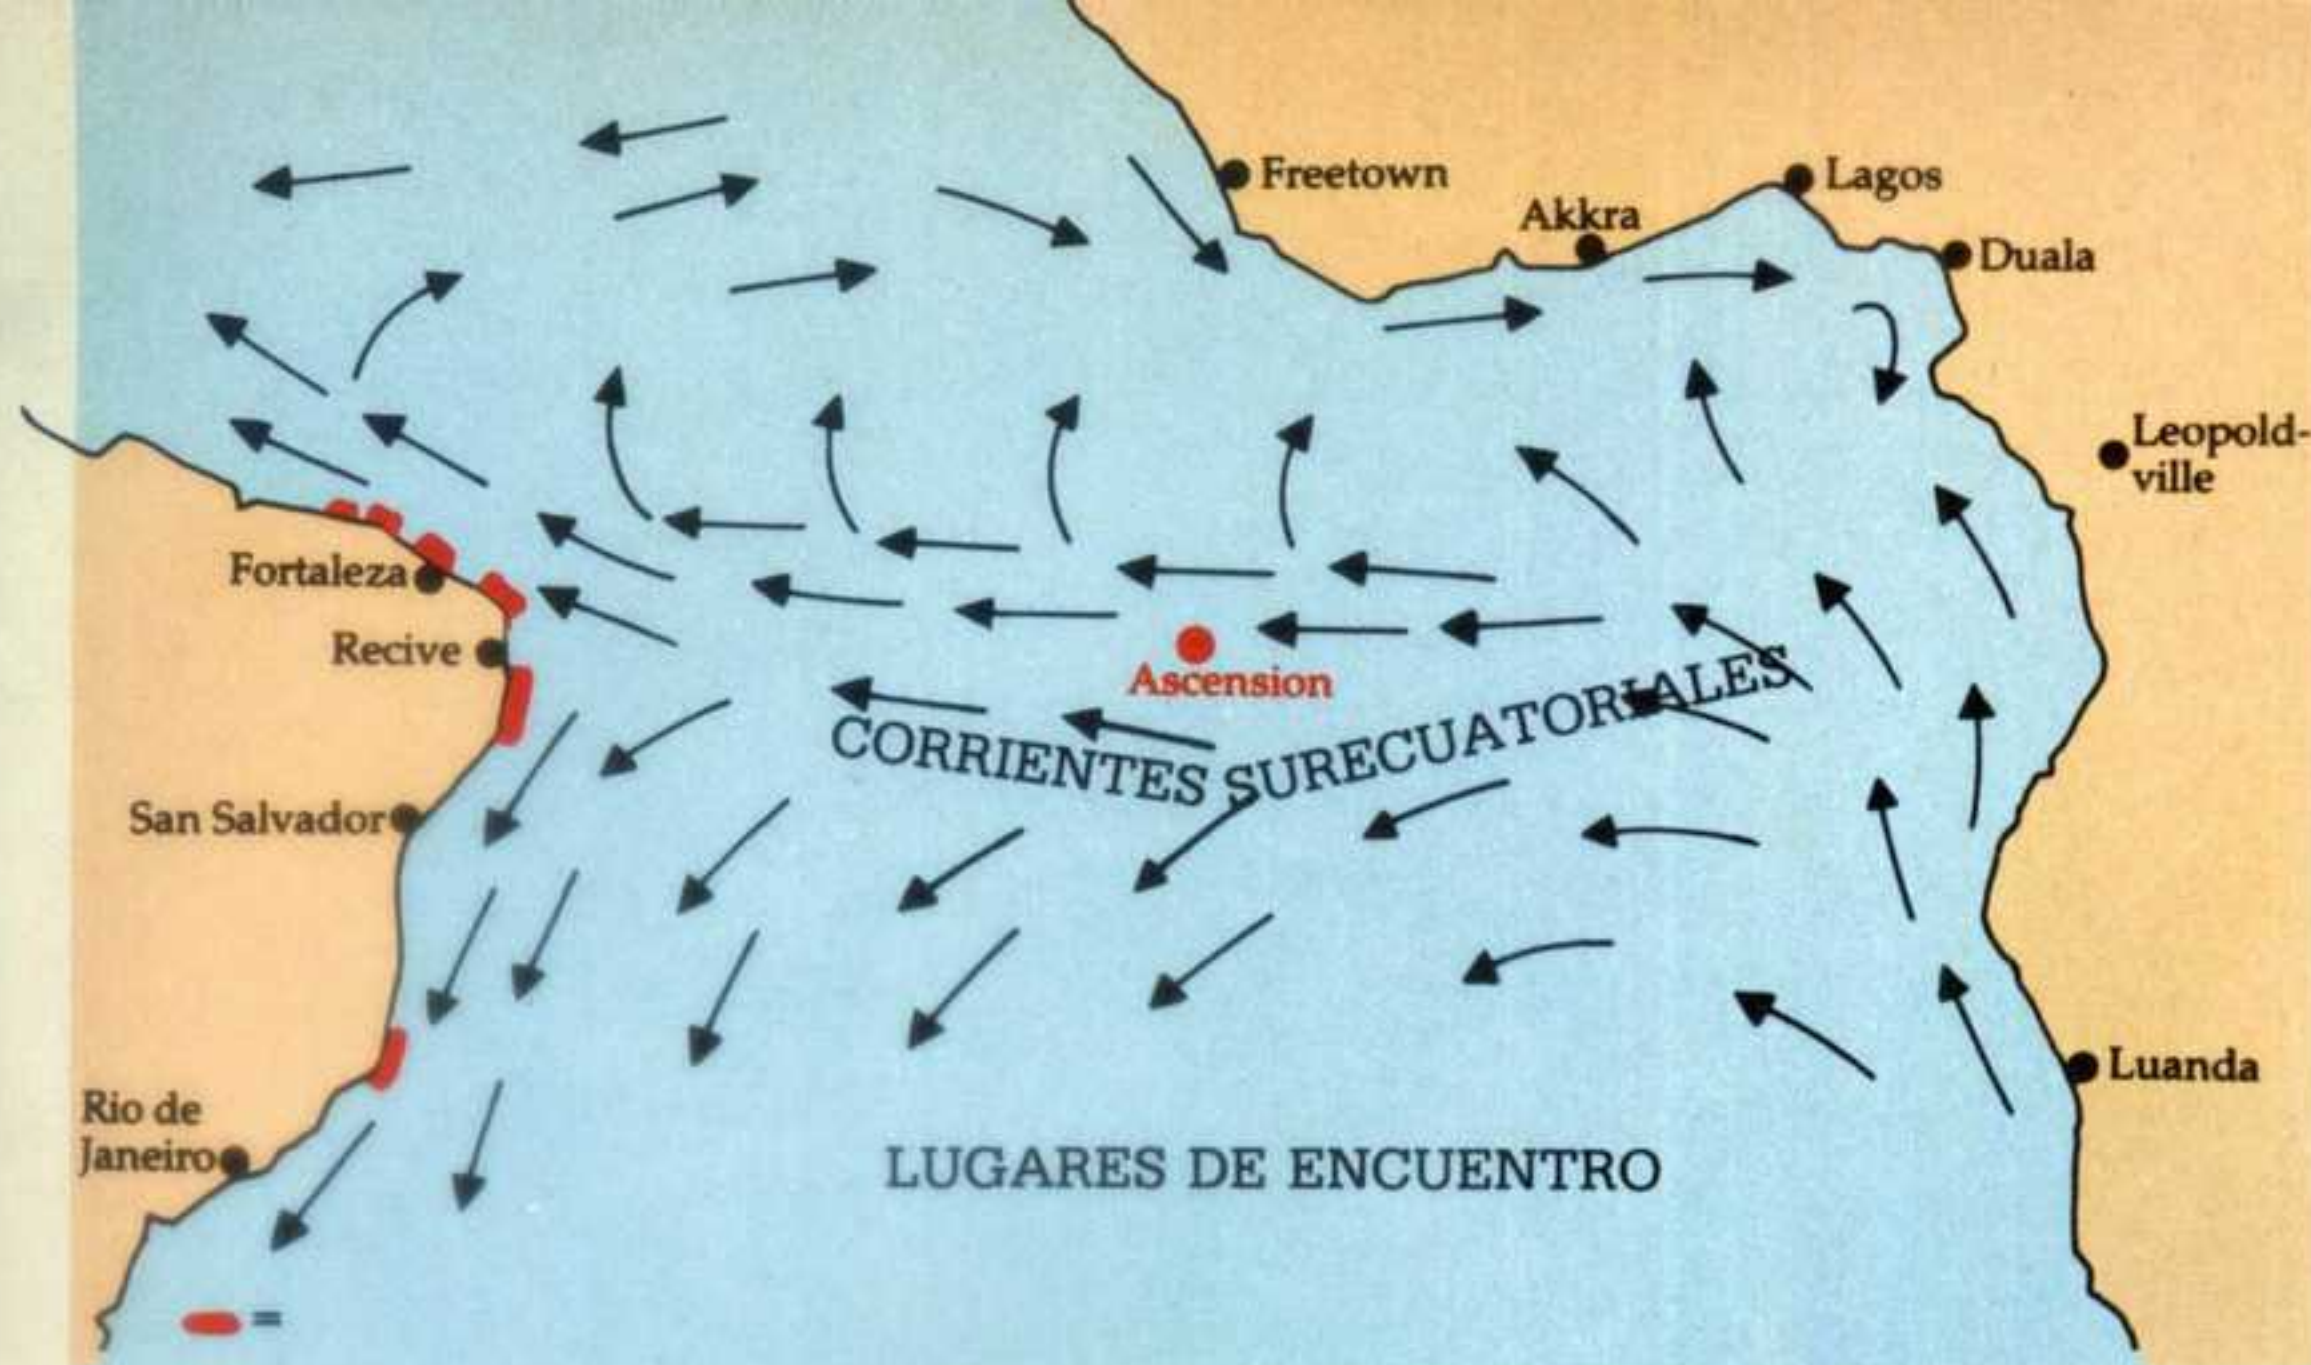 Freetown
Lagos
Akkra
Duala
Leopold-
ville
Fortaleza
Recive
Ascension
CORRIENTES SURECUATORIALES
San Salvador
Luanda
Rio de
Janeiro
LUGARES DE ENCUENTRO
=